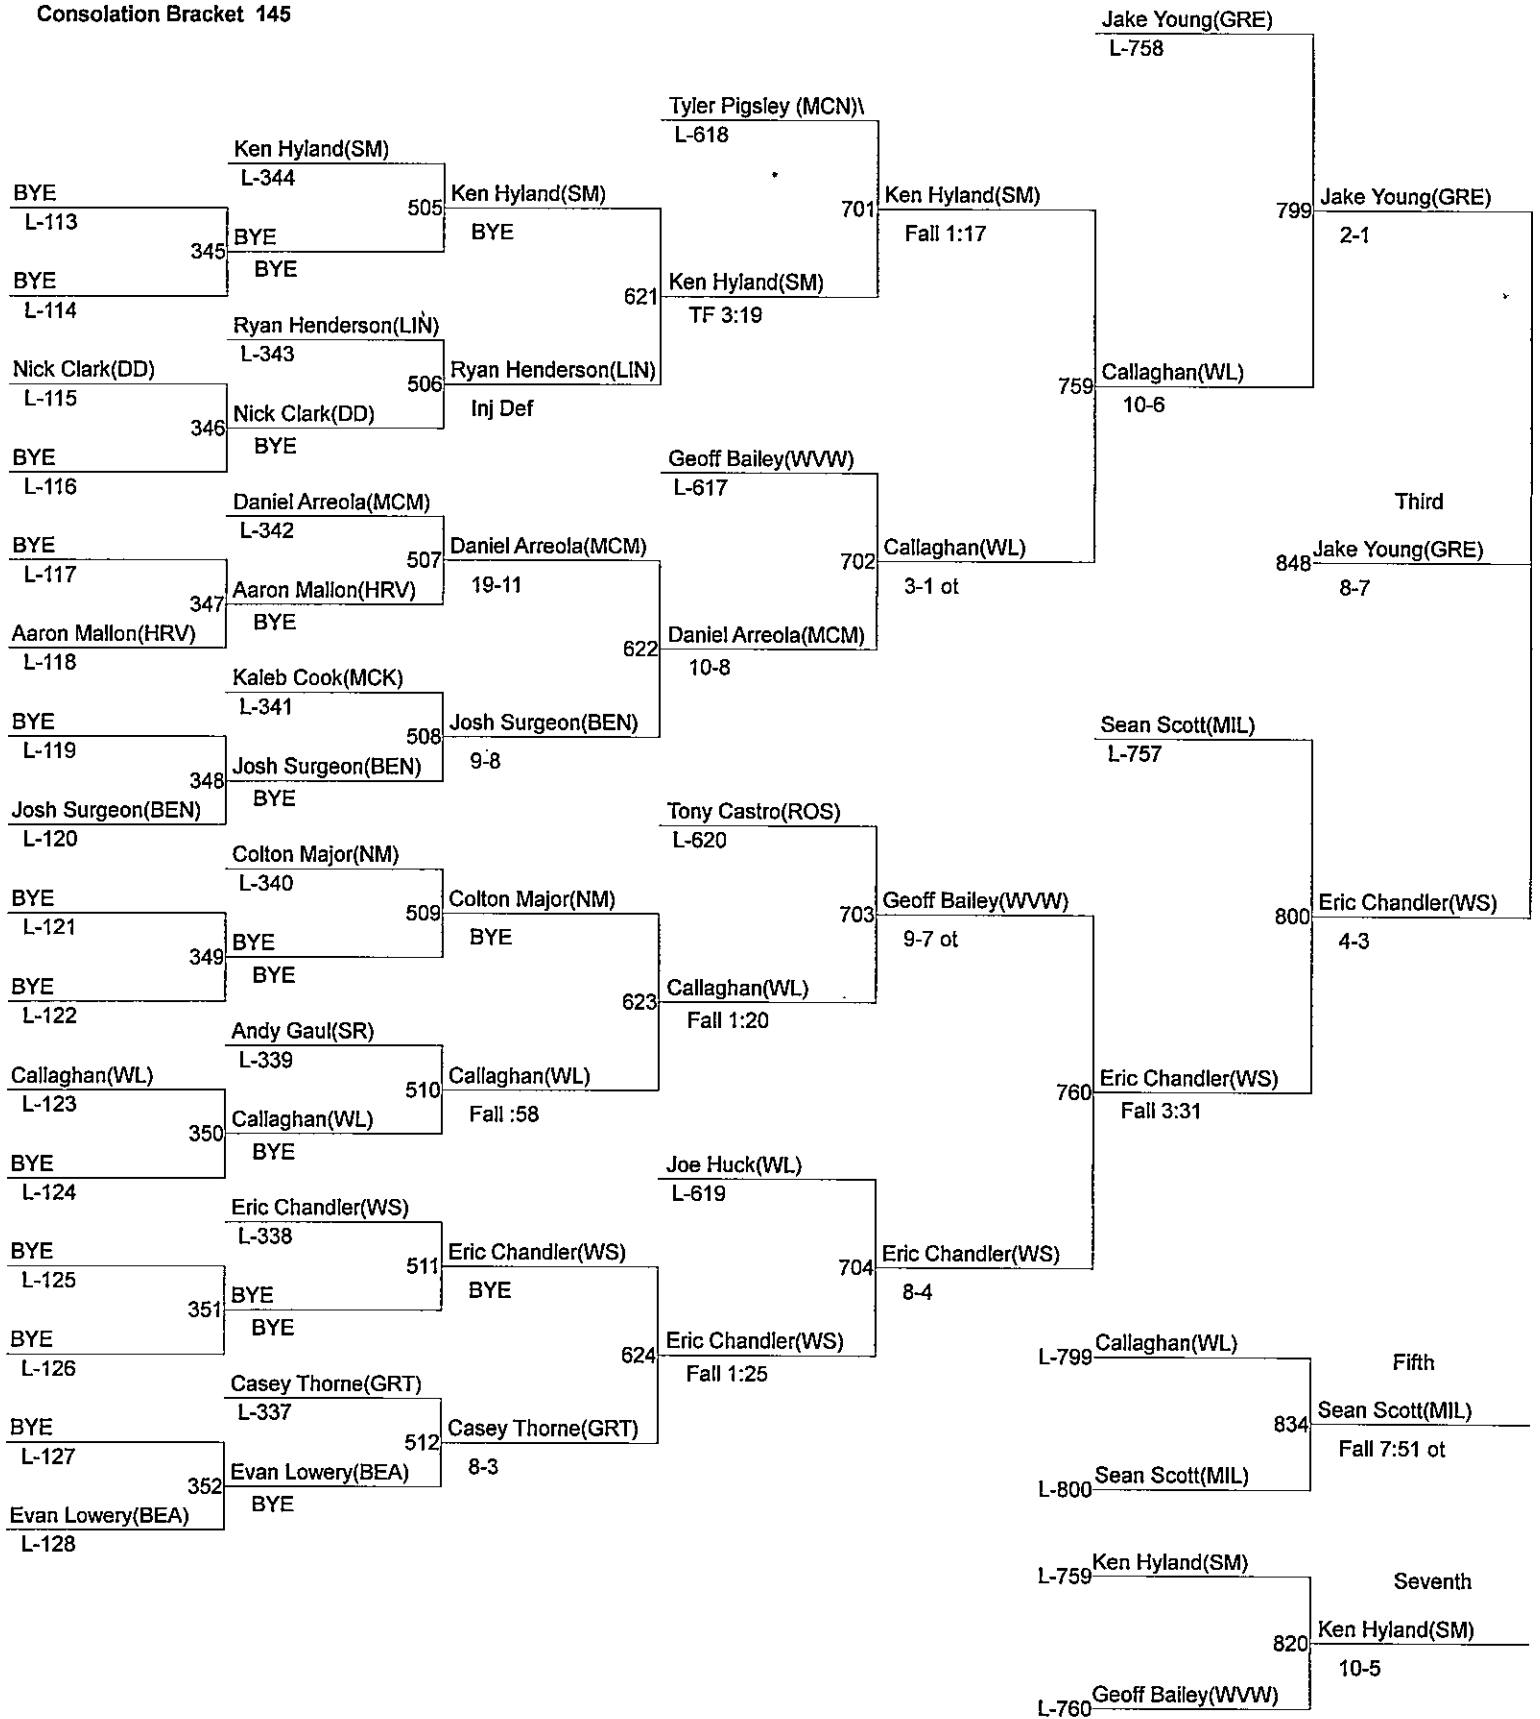 Consolation Bracket 145
BYE
L-113
345
BYE
L-114
Nick Clark(DD)
L-115
346
BYE
L-116
BYE
L-117
347
Aaron Mallon(HRV)
L-118
BYE
L-119
348
Josh Surgeon(BEN)
L-120
BYE
L-121
349
BYE
L-122
Callaghan(WL)
L-123
350
BYE
L-124
BYE
L-125
351
BYE
L-126
BYE
L-127
352
Evan Lowery(BEA)
L-128
Ken Hyland(SM)
L-344
505
BYE
BYE
Ryan Henderson(LIN)
L-343
506
Nick Clark(DD)
BYE
Daniel Arreola(MCM)
L-342
507
Aaron Mallon(HRV)
BYE
Kaleb Cook(MCK)
L-341
508
Josh Surgeon(BEN)
BYE
Colton Major(NM)
L-340
509
BYE
BYE
Andy Gaul(SR)
L-339
510
Callaghan(WL)
BYE
Eric Chandler(WS)
L-338
511
BYE
BYE
Casey Thorne(GRT)
L-337
512
Evan Lowery(BEA)
BYE
Ken Hyland(SM)
BYE
621
Ryan Henderson(LIN)
Inj Def
Daniel Arreola(MCM)
19-11
622
Josh Surgeon(BEN)
9-8
Colton Major(NM)
BYE
623
Callaghan(WL)
Fall :58
Eric Chandler(WS)
BYE
624
Casey Thorne(GRT)
8-3
Tyler Pigsley (MCN)\
L-618
701
Ken Hyland(SM)
TF 3:19
Geoff Bailey(WVW)
L-617
702
Daniel Arreola(MCM)
10-8
Tony Castro(ROS)
L-620
703
Callaghan(WL)
Fall 1:20
Joe Huck(WL)
L-619
704
Eric Chandler(WS)
Fall 1:25
Ken Hyland(SM)
Fall 1:17
759
Callaghan(WL)
3-1 ot
Geoff Bailey(WVW)
9-7 ot
760
Eric Chandler(WS)
8-4
Jake Young(GRE)
L-758
799
Callaghan(WL)
10-6
Sean Scott(MIL)
L-757
800
Eric Chandler(WS)
Fall 3:31
Jake Young(GRE)
2-1
Third
848
Jake Young(GRE)
8-7
Eric Chandler(WS)
4-3
L-799
Callaghan(WL)
Fifth
834
Sean Scott(MIL)
Fall 7:51 ot
L-800
Sean Scott(MIL)
L-759
Ken Hyland(SM)
Seventh
820
Ken Hyland(SM)
10-5
L-760
Geoff Bailey(WVW)